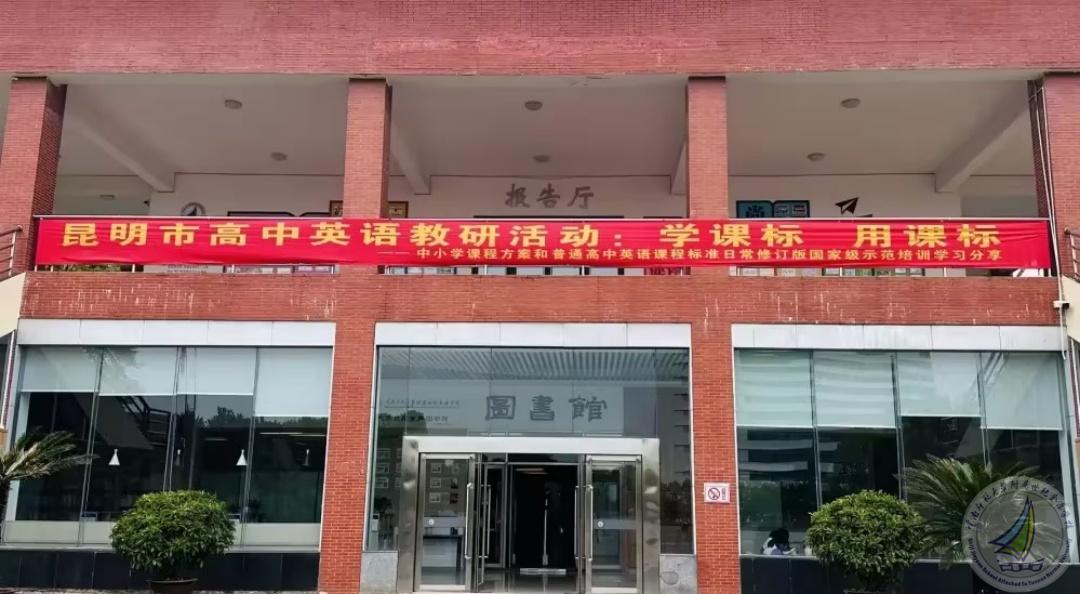 报告厅
昆明市高中英语教研活动：学课标 用课标
—— 中小学课程方案和普通高中英语课程标准日常修订版国家级示范培训学习分享
圖書館